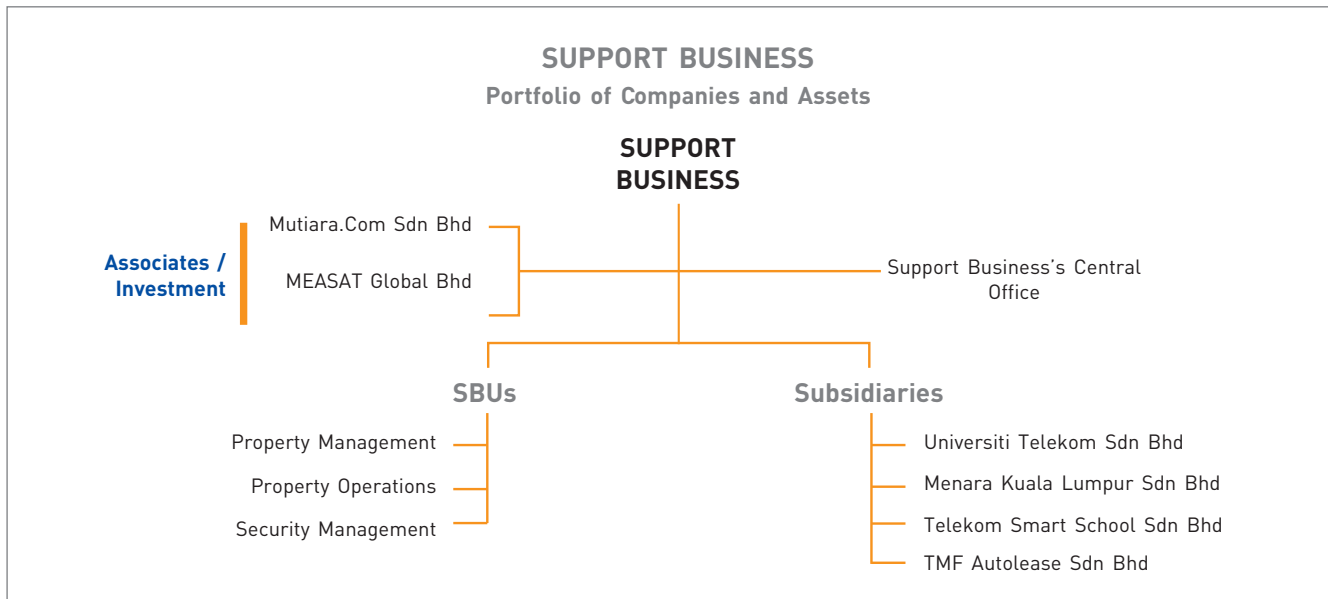 SUPPORT BUSINESS
Portfolio of Companies and Assets
SUPPORT
BUSINESS
Mutiara.Com Sdn Bhd
MEASAT Global Bhd
Associates /
Investment
Support Business’s Central
Office
SBUs
Property Management
Property Operations
Security Management
Subsidiaries
Universiti Telekom Sdn Bhd
Menara Kuala Lumpur Sdn Bhd
Telekom Smart School Sdn Bhd
TMF Autolease Sdn Bhd